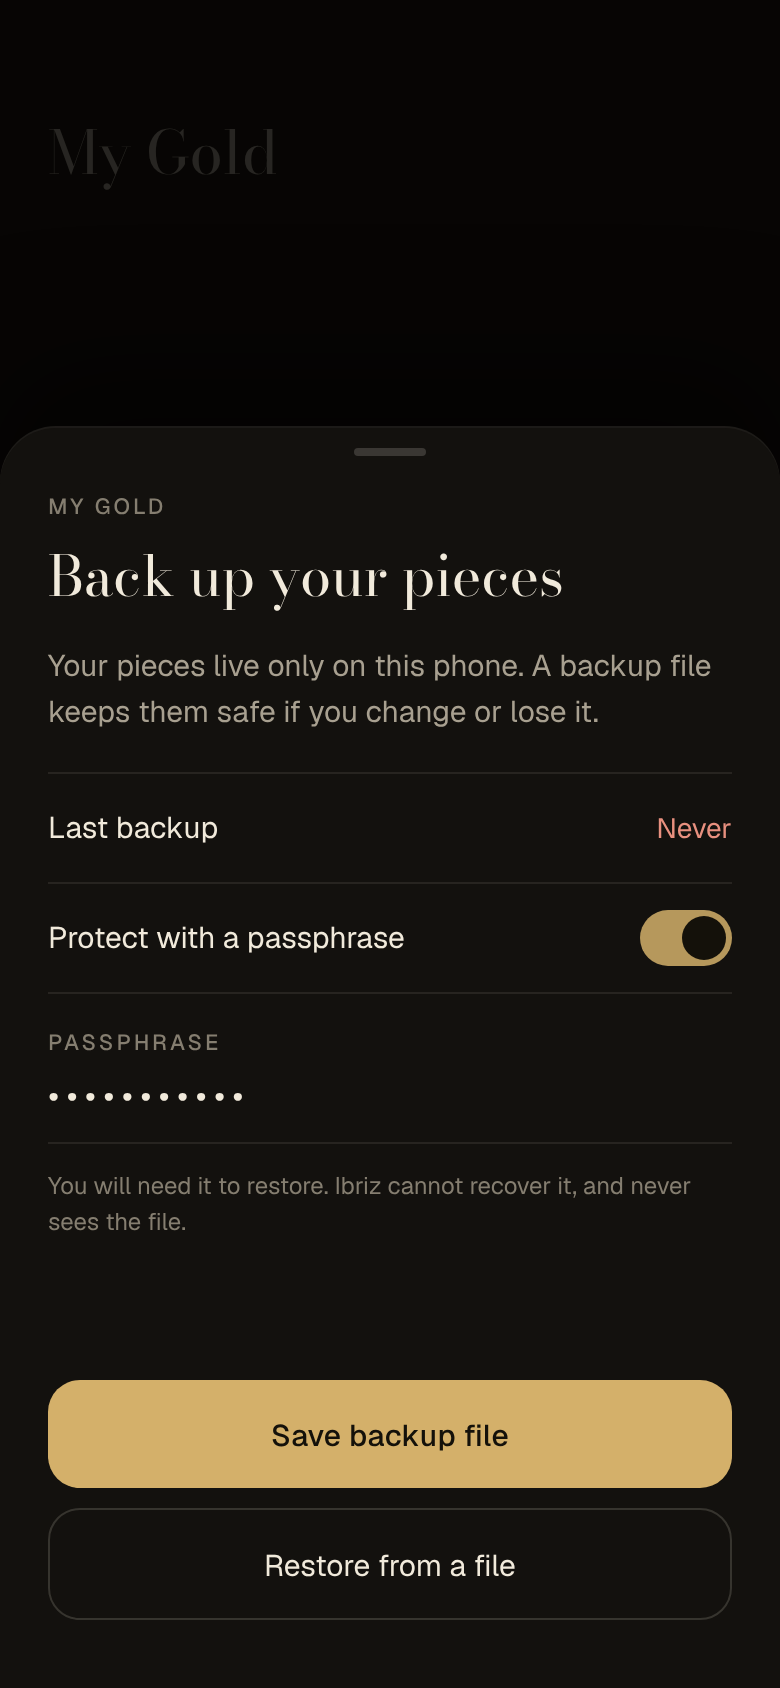 My Gold
MY GOLD
Back up your pieces
Your pieces live only on this phone. A backup file
keeps them safe if you change or lose it.
Last backup
Never
Protect with a passphrase
PASSPHRASE
•••••••••••
You will need it to restore. Ibriz cannot recover it, and never
sees the file.
Save backup file
Restore from a file